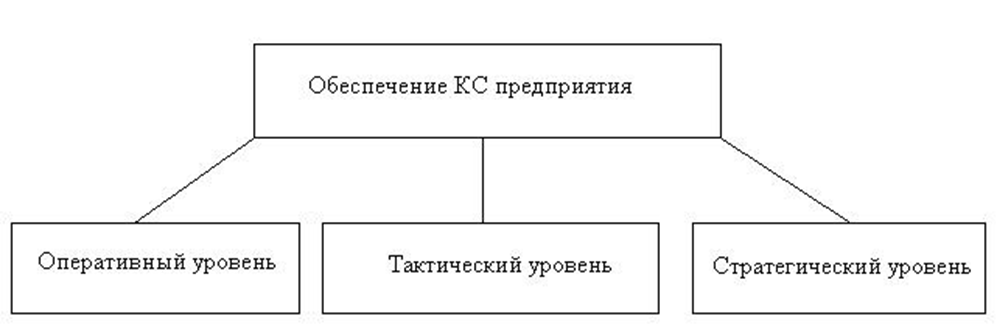 Обеспечение КС предприятия
Оперативный уровень
Тактический уровень
Стратегический уровень